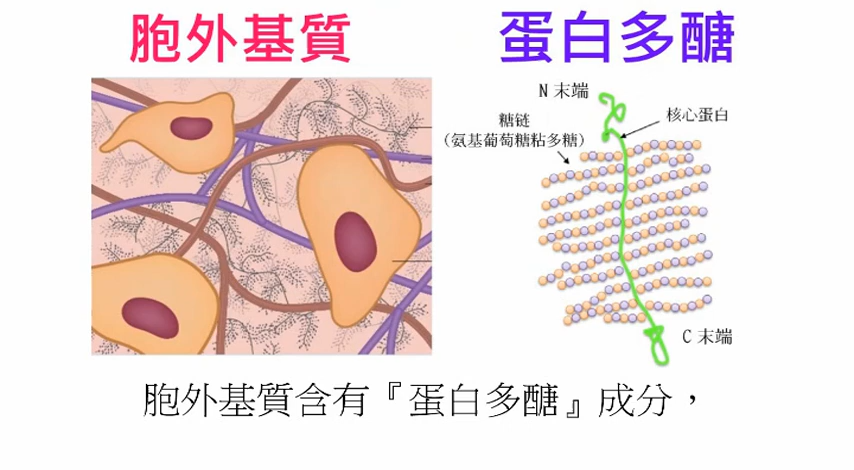 胞外基質
蛋白多醣
N 末端
糖链
（氨基葡萄糖粘多糖）
核心蛋白
C 末端
胞外基質含有『蛋白多醣』成分，